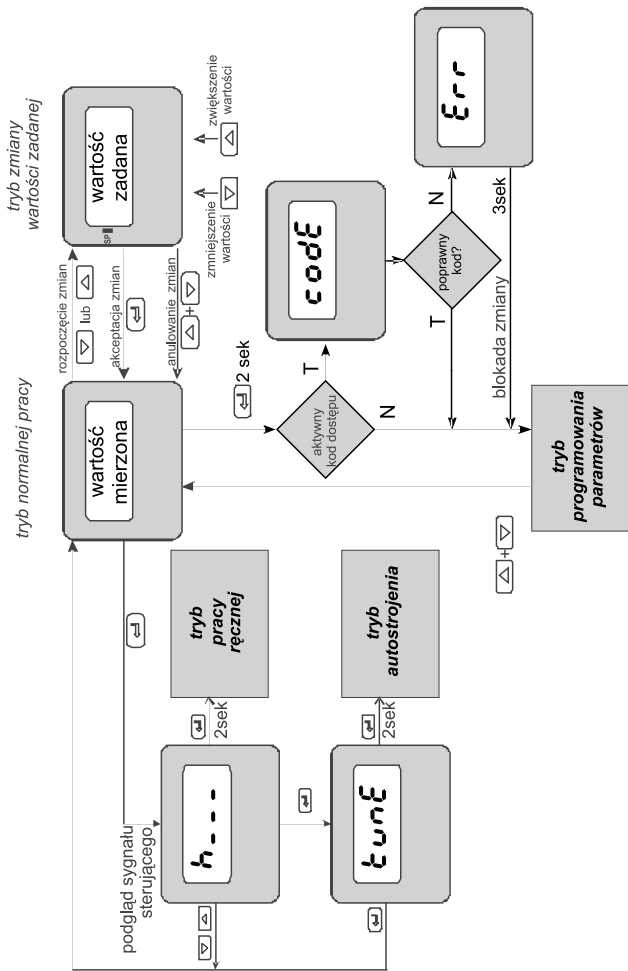 tryb normalnej pracy
tryb zmiany
wartości zadanej
wartość
mierzona
rozpoczęcie zmian
lub
akceptacja zmian
anulowanie zmian
+
SP
wartość
zadana
zmniejszenie
wartości
zwiększenie
wartości
2 sek
aktywny
kod dostępu
T
N
codE
poprawny
kod?
T
N
Err
3sek
blokada zmiany
tryb
programowania
parametrów
+
podgląd sygnału
sterującego
h---
2sek
tryb
pracy
ręcznej
tunE
2sek
tryb
autostrojenia